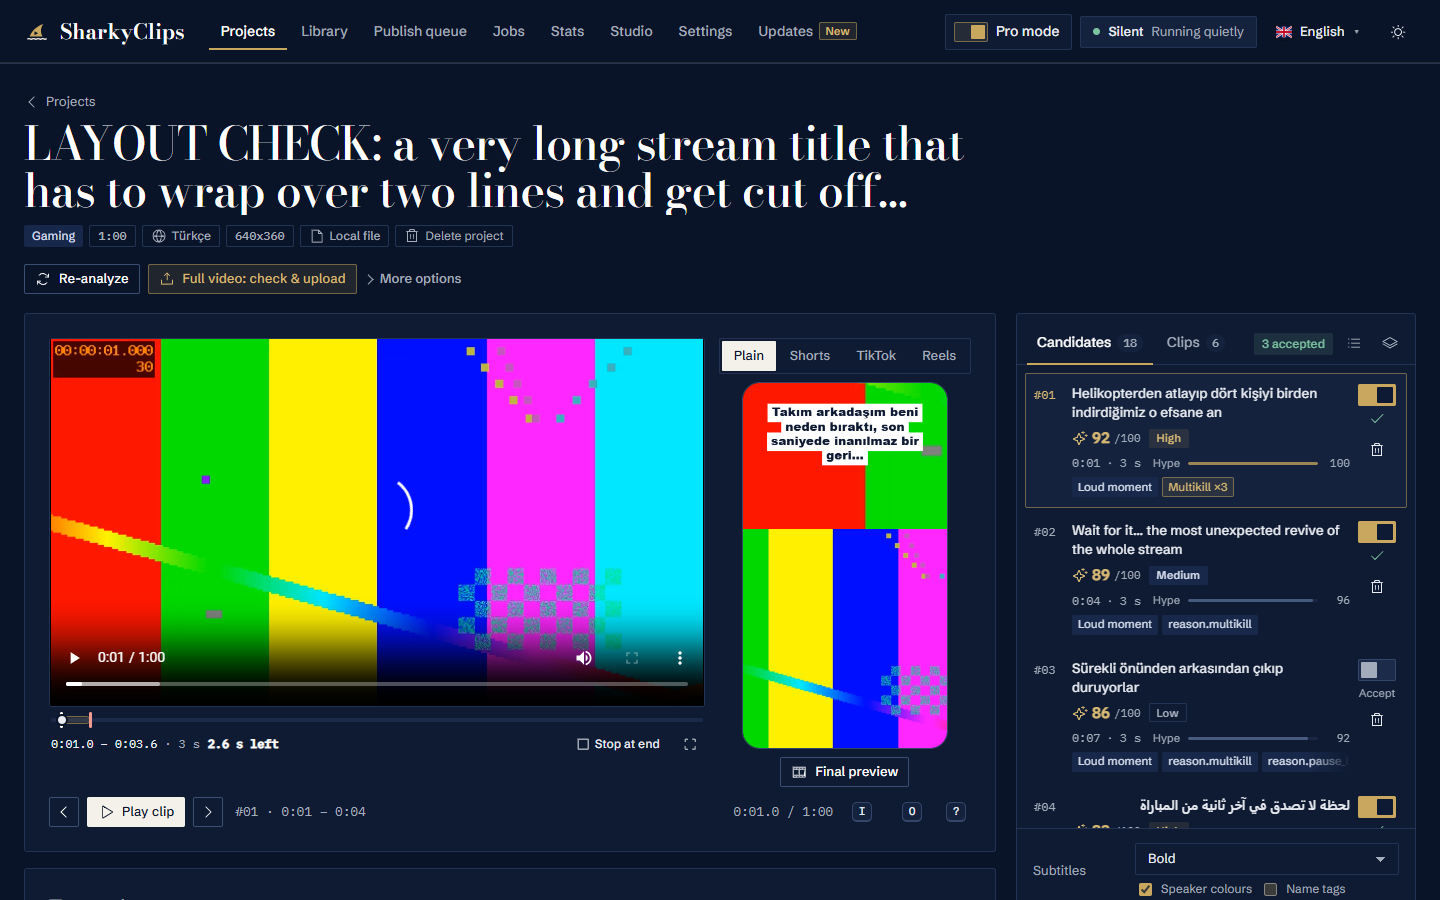 SharkyClips
Projects
Library
Publish queue
Jobs
Stats
Studio
Settings
Updates New
Pro mode
Silent Running quietly
English
Projects
LAYOUT CHECK: a very long stream title that
has to wrap over two lines and get cut off...
Gaming
1:00
Türkçe
640x360
Local file
Delete project
Re-analyze
Full video: check & upload
More options
00:00:01.000
30
0:01 / 1:00
0:01.0 – 0:03.6 · 3 s 2.6 s left
Stop at end
Play clip
#01 · 0:01 – 0:04
Plain
Shorts
TikTok
Reels
Takım arkadaşım beni
neden bıraktı, son
saniyede inanılmaz bir
geri...
Final preview
0:01.0 / 1:00
I
O
?
Candidates 18
Clips 6
3 accepted
#01
Helikopterden atlayıp dört kişiyi birden
indirdiğimiz o efsane an
92 /100 High
0:01 · 3 s Hype 100
Loud moment Multikill ×3
#02
Wait for it... the most unexpected revive of
the whole stream
89 /100 Medium
0:04 · 3 s Hype 96
Loud moment reason.multikill
#03
Sürekli önünden arkasından çıkıp
duruyorlar
Accept
86 /100 Low
0:07 · 3 s Hype 92
Loud moment reason.multikill reason.pause
#04
لحظة لا تصدق في آخر ثانية من المباراة
Subtitles
Bold
Speaker colours
Name tags